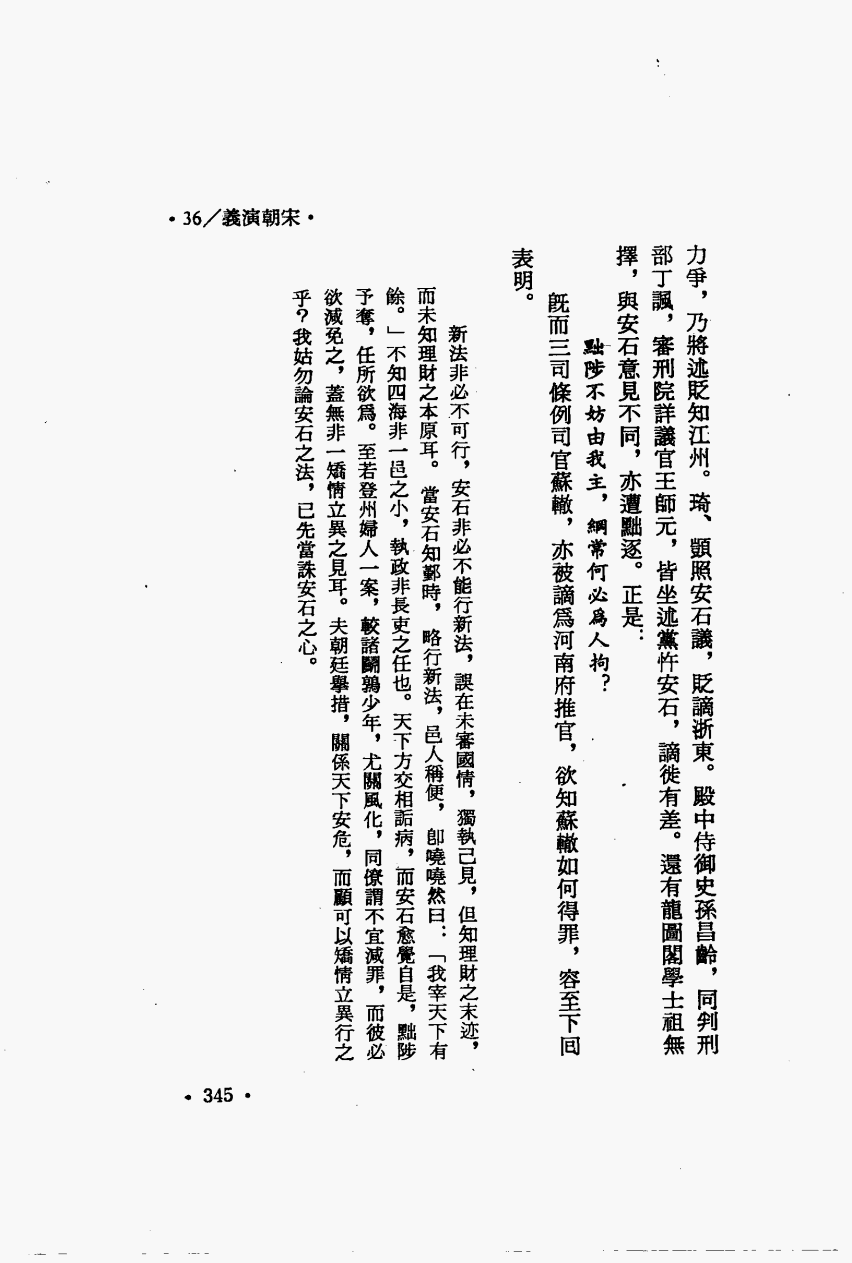 •36／義演朝宋•
力爭，乃將述貶知江州。琦、顗照安石議，貶謫浙東。殿中侍御史孫昌齡，同判刑
部丁諷，審刑院詳議官王師元，皆坐述黨忤安石，謫徙有差。還有龍圖閣學士祖無
擇，與安石意見不同，亦遭黜逐。正是：
黜陟不妨由我主，綱常何必爲人拘？
旣而三司條例司官蘇轍，亦被謫爲河南府推官，欲知蘇轍如何得罪，容至下囘
表明。
新法非必不可行，安石非必不能行新法，誤在未審國情，獨執己見，但知理財之末迹，
而未知理財之本原耳。當安石知鄞時，略行新法，邑人稱便，卽嘵嘵然曰：「我宰天下有
餘。」不知四海非一邑之小，執政非長吏之任也。天下方交相詬病，而安石愈覺自是，黜陟
予奪，任所欲爲。至若登州婦人一案，較諸鬭鶉少年，尤關風化，同僚謂不宜減罪，而彼必
欲減免之，蓋無非一矯情立異之見耳。夫朝廷舉措，關係天下安危，而顧可以矯情立異行之
乎？我姑勿論安石之法，已先當誅安石之心。
•345•